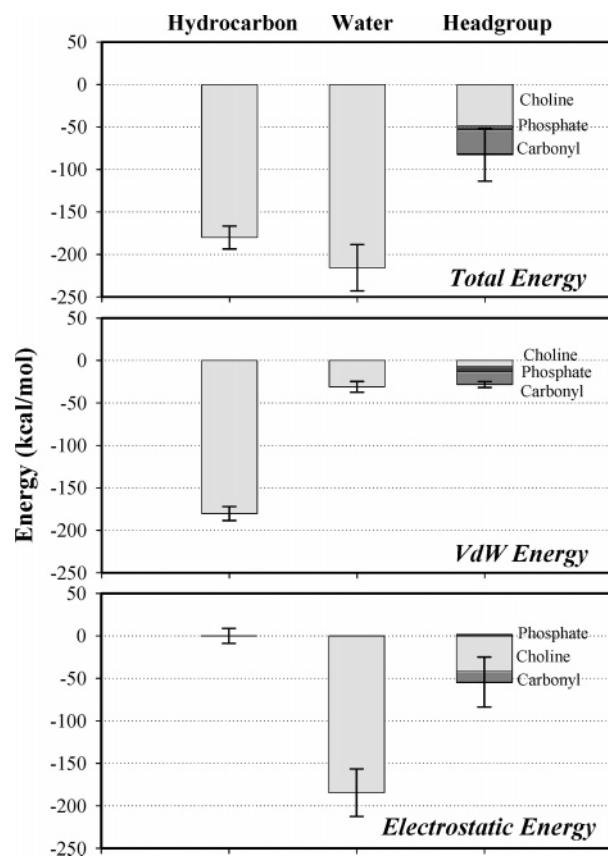 Hydrocarbon Water Headgroup
50
0
Choline
-50
Phosphate
Carbonyl
-100
-150
-200
-250
Total Energy
50
0
Choline
Phosphate
-50
Carbonyl
-100
-150
-200
-250
VdW Energy
50
0
Phosphate
Choline
-50
Carbonyl
-100
-150
-200
-250
Electrostatic Energy
Energy (kcal/mol)